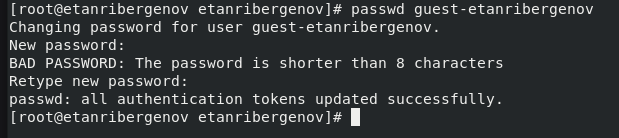 [root@etanribergenov etanribergenov]# passwd guest-etanribergenov
Changing password for user guest-etanribergenov.
New password:
BAD PASSWORD: The password is shorter than 8 characters
Retype new password:
passwd: all authentication tokens updated successfully.
[root@etanribergenov etanribergenov]#